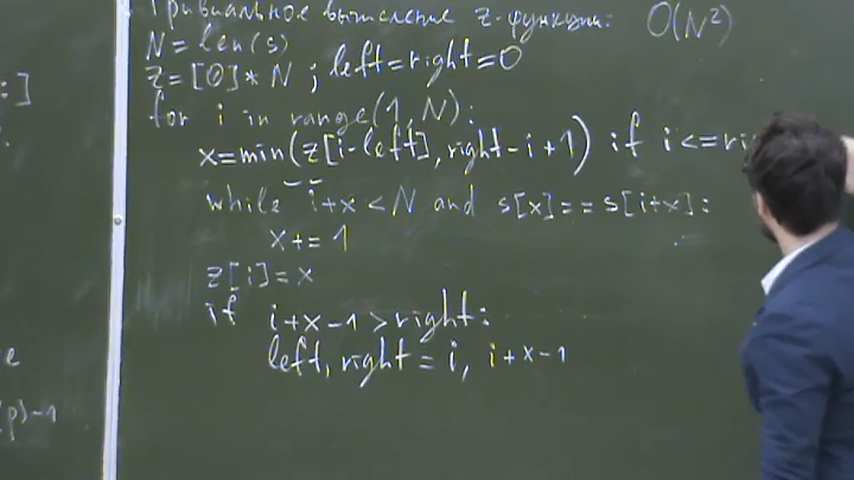 :]
е
p)-1
Тривиальное вычисление z-функции: O(N²)
N = len(s)
z = [0] * N ; left = right = 0
for i in range(1, N):
x = min(z[i-left], right-i+1) if i <= ri
while i+x < N and s[x] == s[i+x]:
x += 1
z[i] = x
if i+x-1 > right:
left, right = i, i+x-1